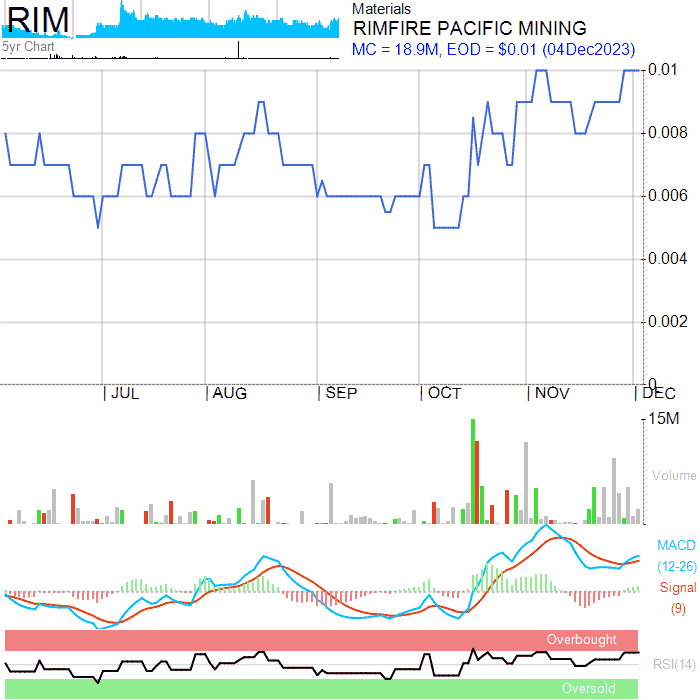 RIM
5yr Chart
Materials
RIMFIRE PACIFIC MINING
MC = 18.9M, EOD = $0.01 (04Dec2023)
0.01
0.008
0.006
0.004
0.002
0
JUL
AUG
SEP
OCT
NOV
DEC
15M
Volume
MACD
(12-26)
Signal
(9)
Overbought
RSI(14)
Oversold